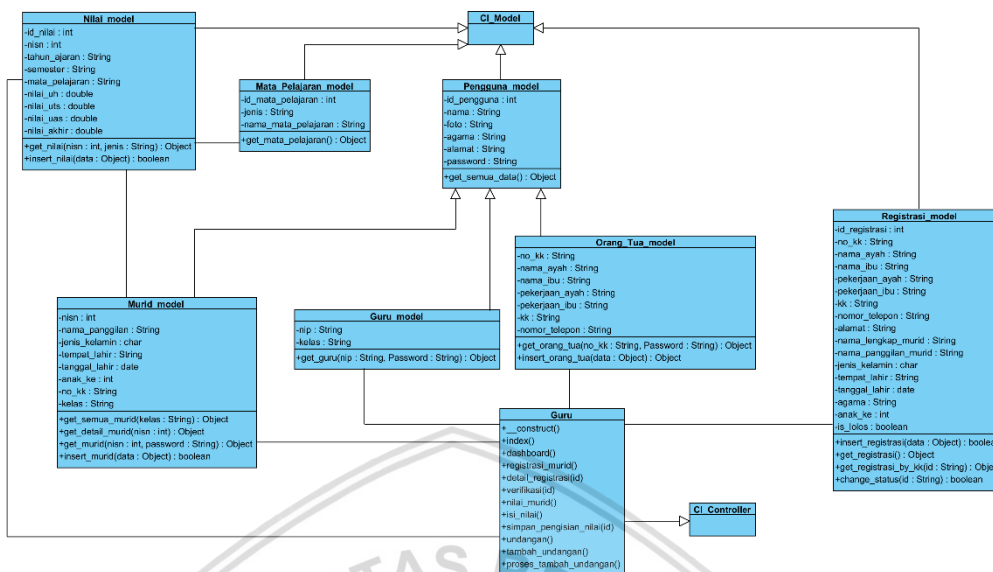 Nilai_model
-id_nilai : int
-nisn : int
-tahun_ajaran : String
-semester : String
-mata_pelajaran : String
-nilai_uh : double
-nilai_uts : double
-nilai_uas : double
-nilai_akhir : double
+get_nilai(nisn : int, jenis : String) : Object
+insert_nilai(data : Object) : boolean
CI_Model
Mata_Pelajaran_model
-id_mata_pelajaran : int
-jenis : String
-nama_mata_pelajaran : String
+get_mata_pelajaran() : Object
Pengguna_model
-id_pengguna : int
-nama : String
-foto : String
-agama : String
-alamat : String
-password : String
+get_semua_data() : Object
Murid_model
-nisn : int
-nama_panggilan : String
-jenis_kelamin : char
-tempat_lahir : String
-tanggal_lahir : date
-anak_ke : int
-no_kk : String
-kelas : String
+get_semua_murid(kelas : String) : Object
+get_detail_murid(nisn : int) : Object
+get_murid(nisn : int, password : String) : Object
+insert_murid(data : Object) : boolean
Guru_model
-nip : String
-kelas : String
+get_guru(nip : String, Password : String) : Object
Orang_Tua_model
-no_kk : String
-nama_ayah : String
-nama_ibu : String
-pekerjaan_ayah : String
-pekerjaan_ibu : String
-kk : String
-nomor_telepon : String
+get_orang_tua(no_kk : String, Password : String) : Object
+insert_orang_tua(data : Object) : Object
Registrasi_model
-id_registrasi : int
-no_kk : String
-nama_ayah : String
-nama_ibu : String
-pekerjaan_ayah : String
-pekerjaan_ibu : String
-kk : String
-nomor_telepon : String
-alamat : String
-nama_lengkap_murid : String
-nama_panggilan_murid : String
-jenis_kelamin : char
-tempat_lahir : String
-tanggal_lahir : date
-agama : String
-anak_ke : int
-is_lolos : boolean
+insert_registrasi(data : Object) : boolea
+get_registrasi() : Object
+get_registrasi_by_kk(id : String) : Obje
+change_status(id : String) : boolean
Guru
+__construct()
+index()
+dashboard()
+registrasi_murid()
+detail_registrasi(id)
+verifikasi(id)
+nilai_murid()
+isi_nilai()
+simpan_pengisian_nilai(id)
+undangan()
+tambah_undangan()
+proses_tambah_undangan()
CI_Controller